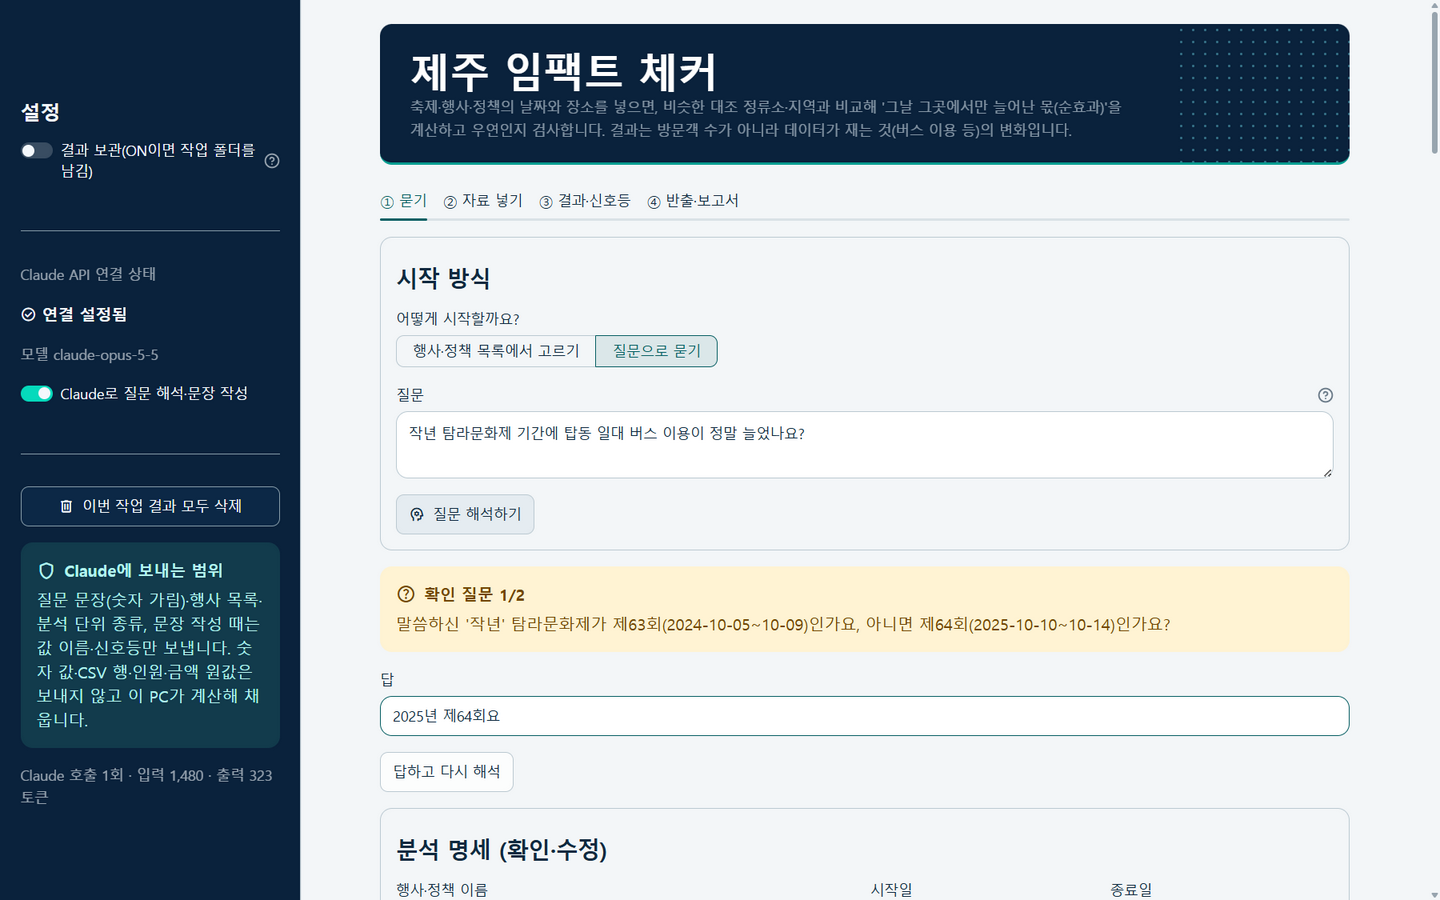 설정
결과 보관(ON이면 작업 폴더를
남김)
Claude API 연결 상태
연결 설정됨
모델 claude-opus-5-5
Claude로 질문 해석·문장 작성
이번 작업 결과 모두 삭제
Claude에 보내는 범위
질문 문장(숫자 가림)·행사 목록·
분석 단위 종류, 문장 작성 때는
값 이름·신호등만 보냅니다. 숫
자 값·CSV 행·인원·금액 원값은
보내지 않고 이 PC가 계산해 채
웁니다.
Claude 호출 1회 · 입력 1,480 · 출력 323
토큰
제주 임팩트 체커
축제·행사·정책의 날짜와 장소를 넣으면, 비슷한 대조 정류소·지역과 비교해 '그날 그곳에서만 늘어난 몫(순효과)'을
계산하고 우연인지 검사합니다. 결과는 방문객 수가 아니라 데이터가 재는 것(버스 이용 등)의 변화입니다.
① 묻기 ② 자료 넣기 ③ 결과·신호등 ④ 반출·보고서
시작 방식
어떻게 시작할까요?
행사·정책 목록에서 고르기 질문으로 묻기
질문
작년 탐라문화제 기간에 탑동 일대 버스 이용이 정말 늘었나요?
질문 해석하기
확인 질문 1/2
말씀하신 '작년' 탐라문화제가 제63회(2024-10-05~10-09)인가요, 아니면 제64회(2025-10-10~10-14)인가요?
답
2025년 제64회요
답하고 다시 해석
분석 명세 (확인·수정)
행사·정책 이름 시작일 종료일